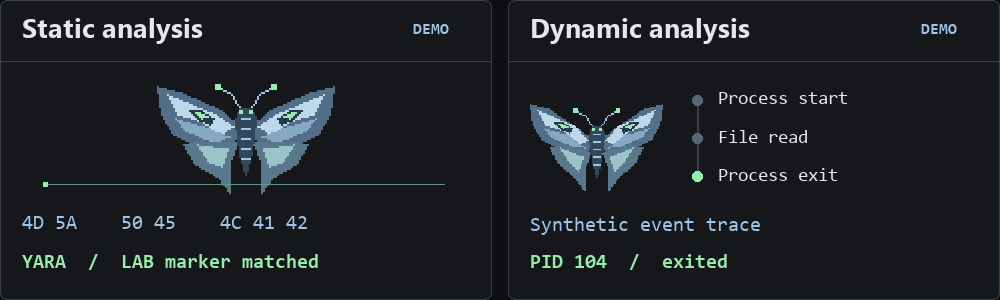 Static analysis
DEMO
4D 5A 50 45 4C 41 42
YARA / LAB marker matched
Dynamic analysis
DEMO
Process start
File read
Process exit
Synthetic event trace
PID 104 / exited